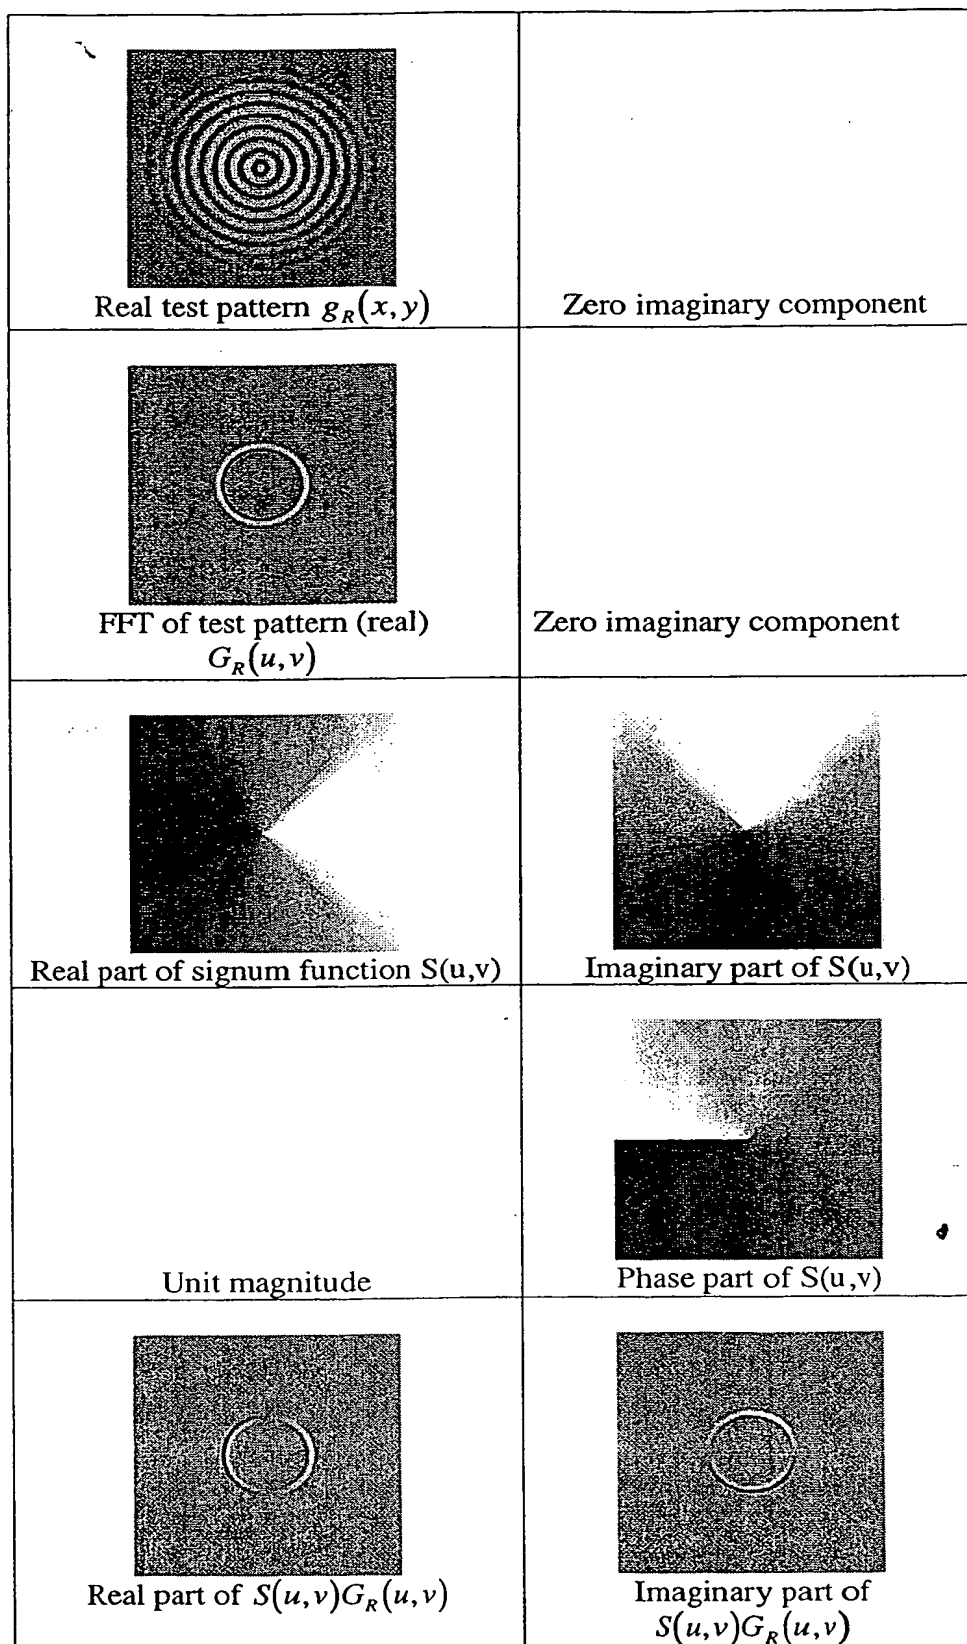 Real test pattern g_R(x, y)
Zero imaginary component
FFT of test pattern (real)
G_R(u, v)
Zero imaginary component
Real part of signum function S(u,v)
Imaginary part of S(u,v)
Unit magnitude
Phase part of S(u,v)
Real part of S(u,v)G_R(u,v)
Imaginary part of
S(u,v)G_R(u,v)